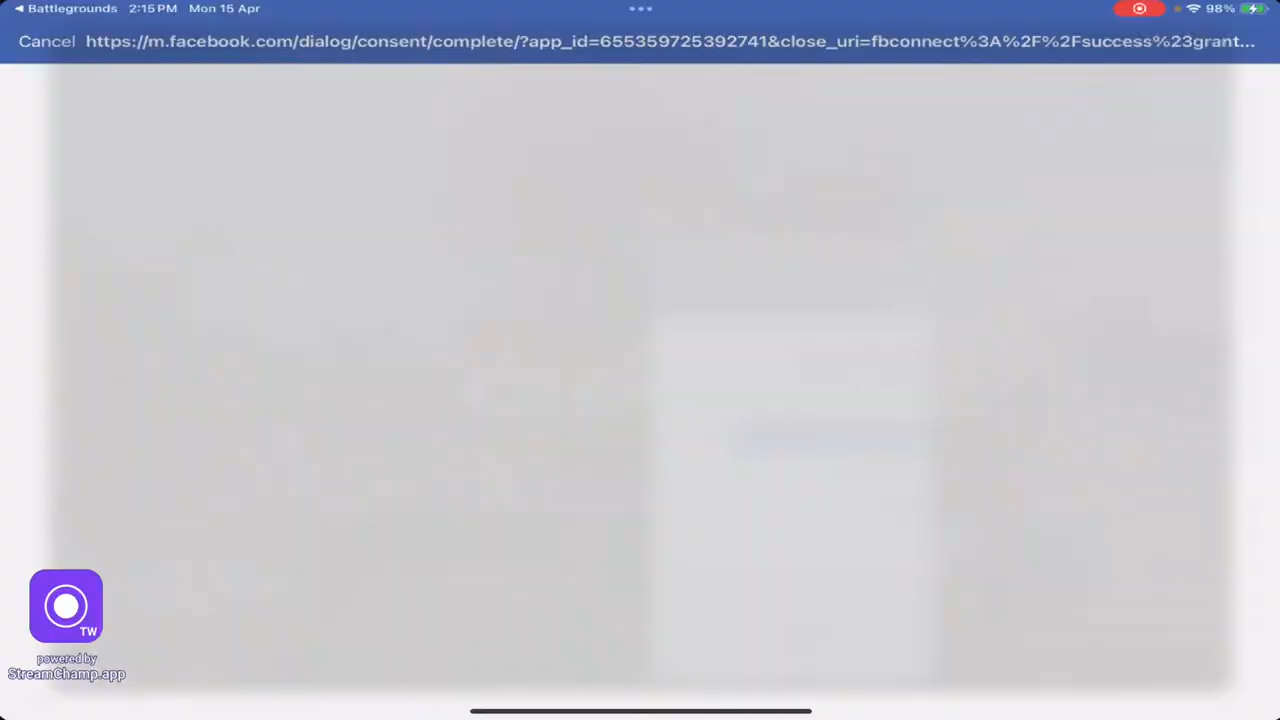 ◀ Battlegrounds 2:15 PM Mon 15 Apr ••• 98%
Cancel https://m.facebook.com/dialog/consent/complete/?app_id=655359725392741&close_uri=fbconnect%3A%2F%2Fsuccess%23grant...
TW
powered by
StreamChamp.app